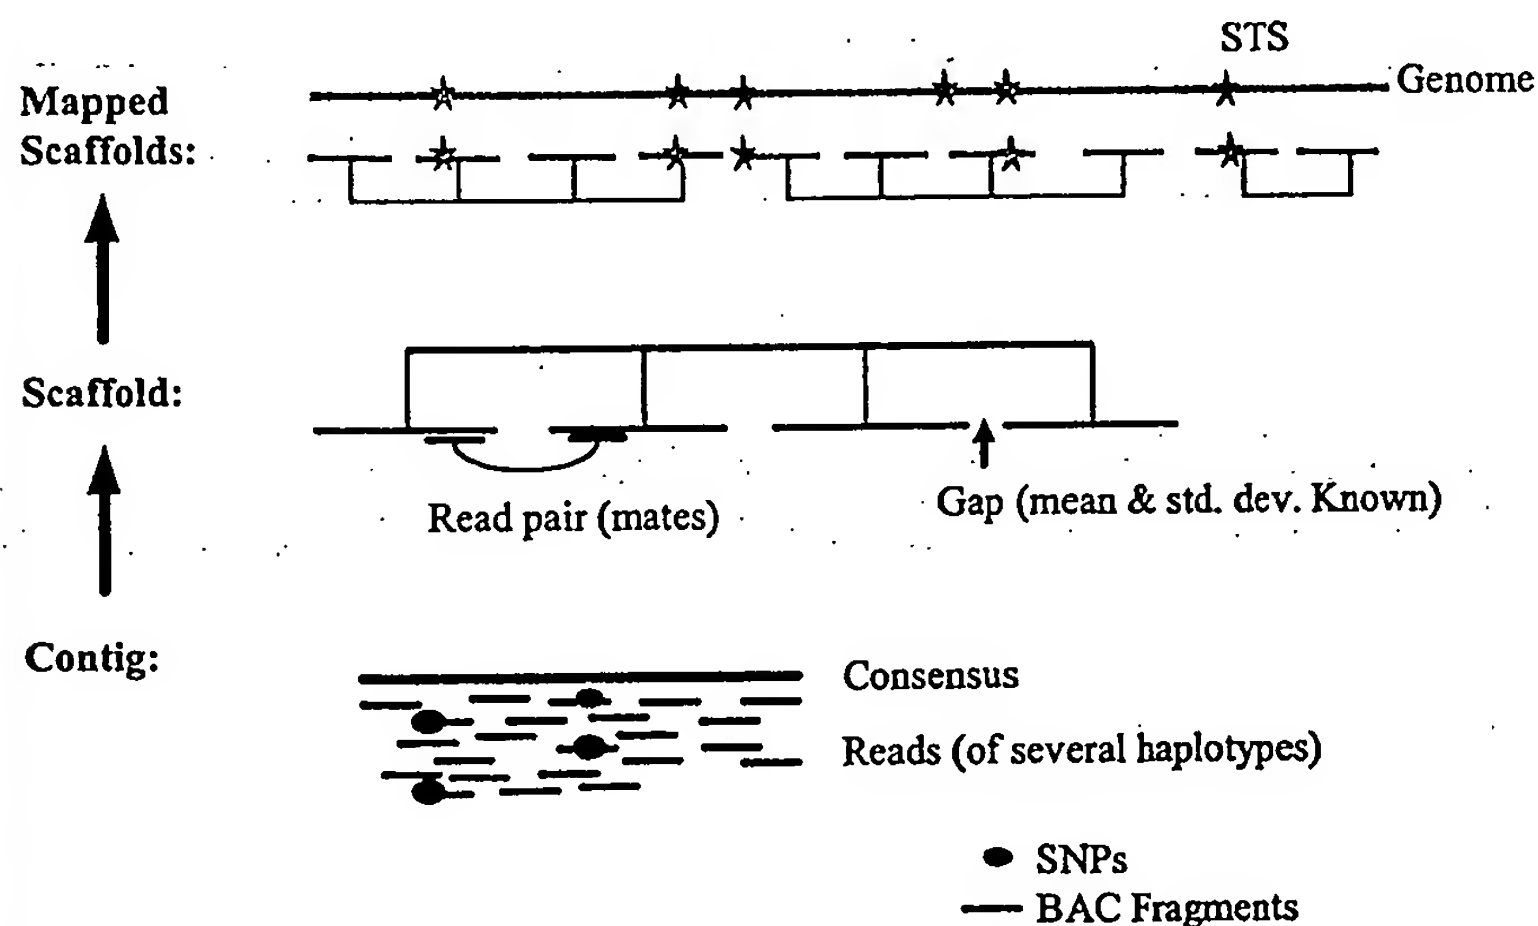 STS
Genome
Mapped
Scaffolds:
Scaffold:
Read pair (mates)
Gap (mean & std. dev. Known)
Contig:
Consensus
Reads (of several haplotypes)
SNPs
BAC Fragments